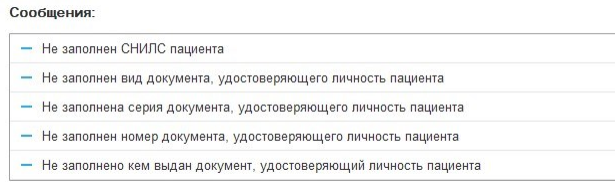 Сообщения:
Не заполнен СНИЛС пациента
Не заполнен вид документа, удостоверяющего личность пациента
Не заполнена серия документа, удостоверяющего личность пациента
Не заполнен номер документа, удостоверяющего личность пациента
Не заполнено кем выдан документ, удостоверяющий личность пациента